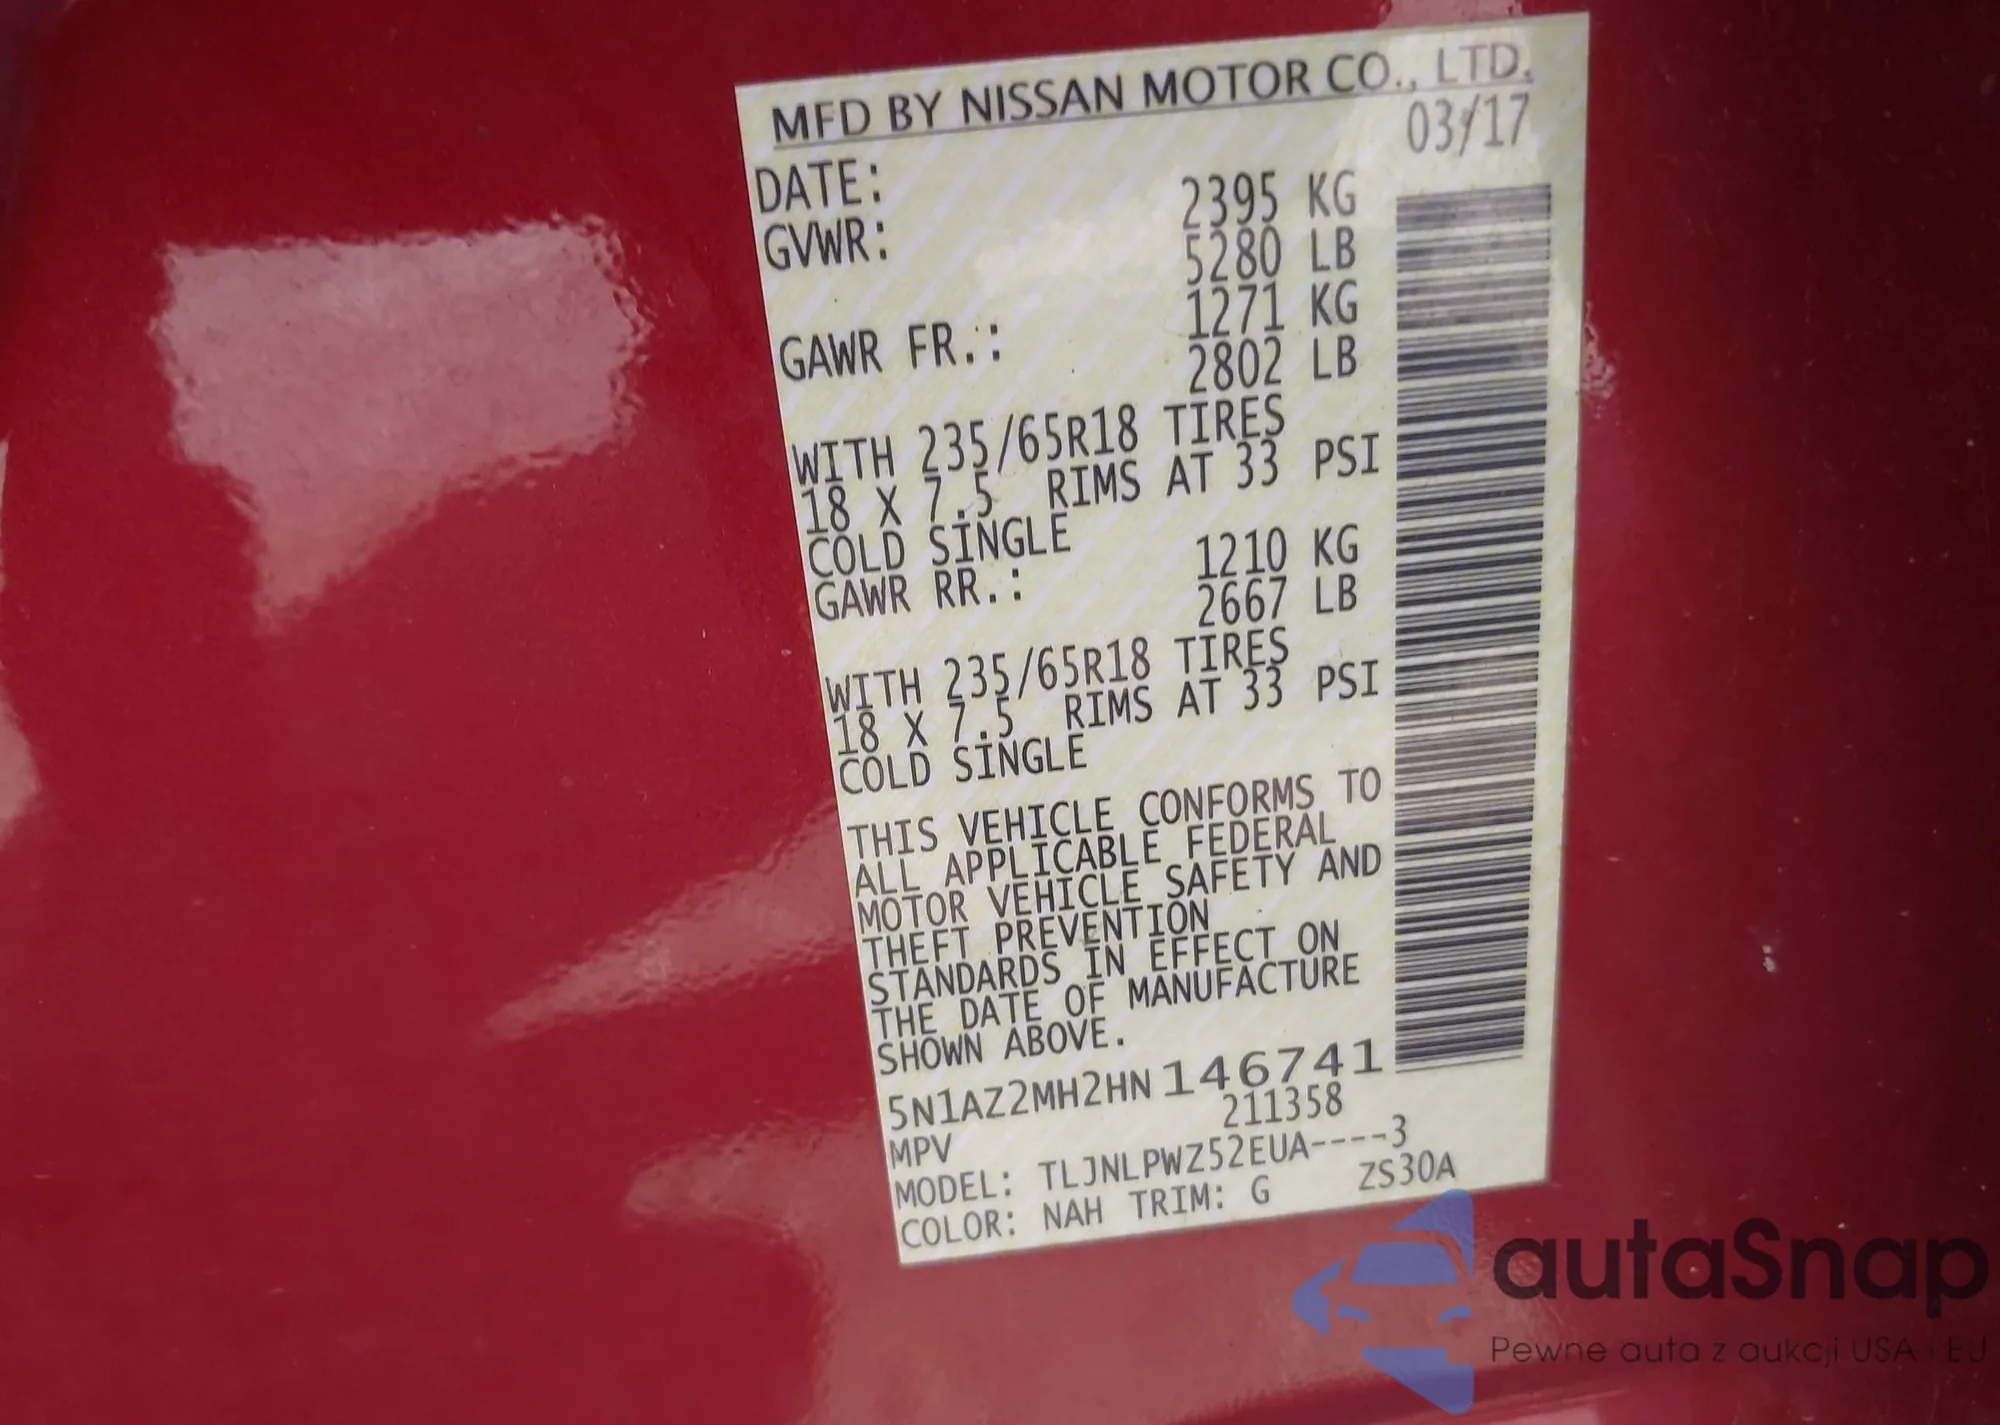 MFD BY NISSAN MOTOR CO., LTD.
DATE: 03/17
GVWR: 2395 KG
5280 LB
GAWR FR.: 1271 KG
2802 LB
WITH 235/65R18 TIRES
18 X 7.5 RIMS AT 33 PSI
COLD SINGLE
GAWR RR.: 1210 KG
2667 LB
WITH 235/65R18 TIRES
18 X 7.5 RIMS AT 33 PSI
COLD SINGLE
THIS VEHICLE CONFORMS TO
ALL APPLICABLE FEDERAL
MOTOR VEHICLE SAFETY AND
THEFT PREVENTION
STANDARDS IN EFFECT ON
THE DATE OF MANUFACTURE
SHOWN ABOVE.
5N1AZ2MH2HN146741
MPV 211358
MODEL: TLJNLPWZ52EUA----3
COLOR: NAH TRIM: G ZS30A
autaSnap
Pewne auta z aukcji USA i EU